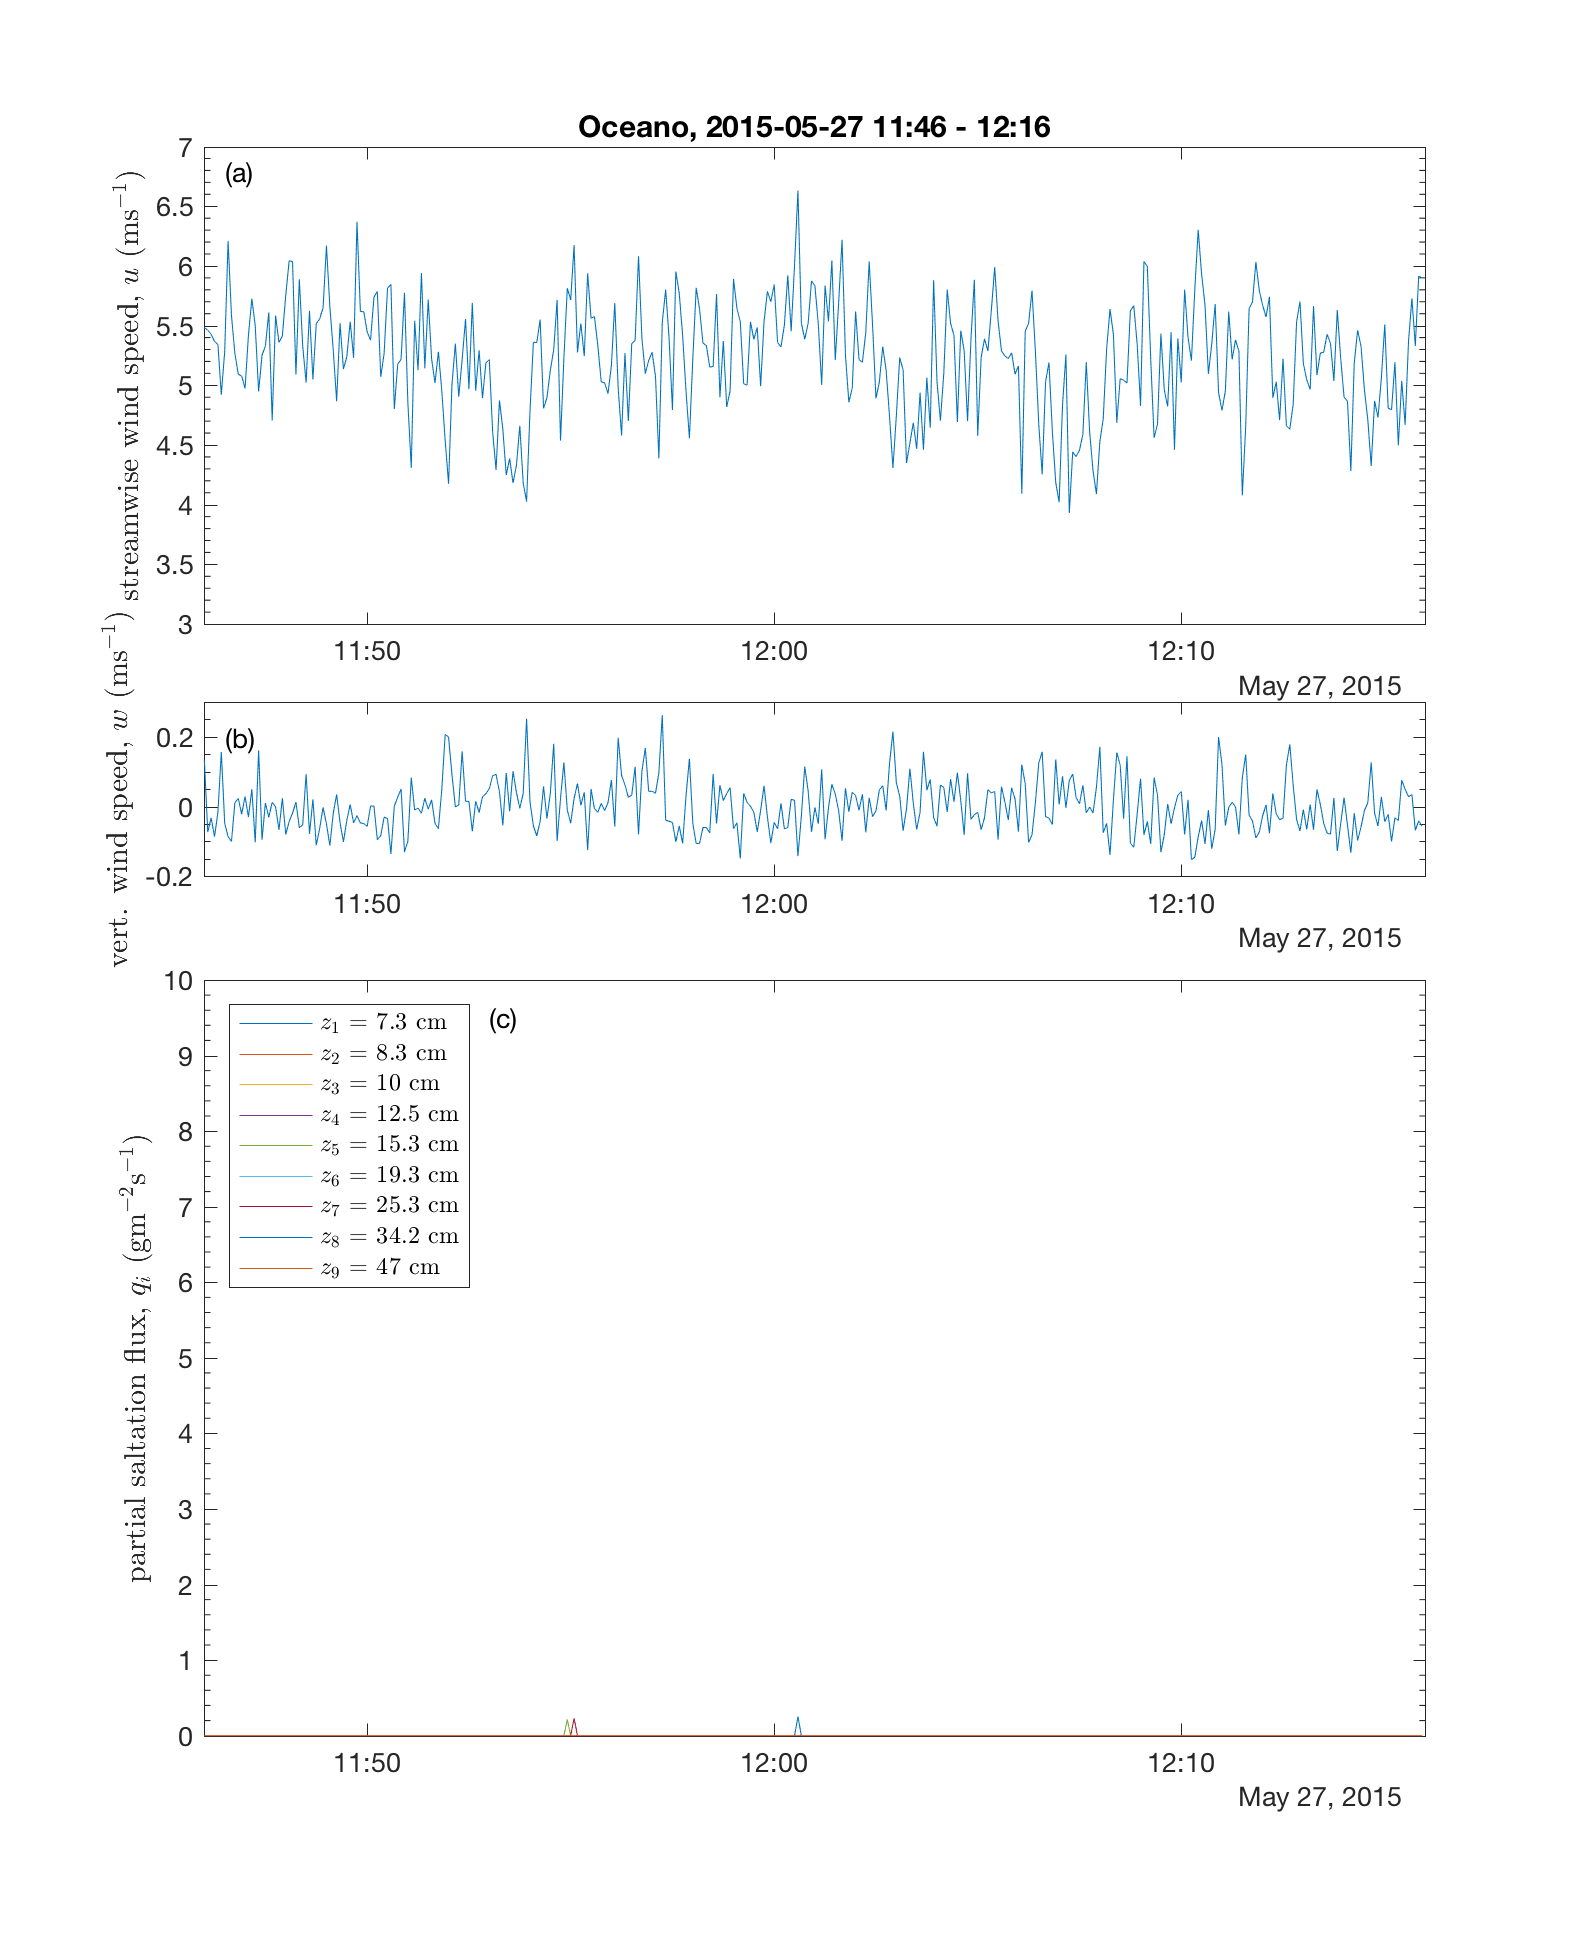 Oceano, 2015-05-27 11:46 - 12:16
(a)
streamwise wind speed, u (ms⁻¹)
7
6.5
6
5.5
5
4.5
4
3.5
3
11:50 12:00 12:10
May 27, 2015
(b)
vert. wind speed, w (ms⁻¹)
0.2
0
-0.2
11:50 12:00 12:10
May 27, 2015
(c)
partial saltation flux, qᵢ (gm⁻²s⁻¹)
10
9
8
7
6
5
4
3
2
1
0
z₁ = 7.3 cm
z₂ = 8.3 cm
z₃ = 10 cm
z₄ = 12.5 cm
z₅ = 15.3 cm
z₆ = 19.3 cm
z₇ = 25.3 cm
z₈ = 34.2 cm
z₉ = 47 cm
11:50 12:00 12:10
May 27, 2015